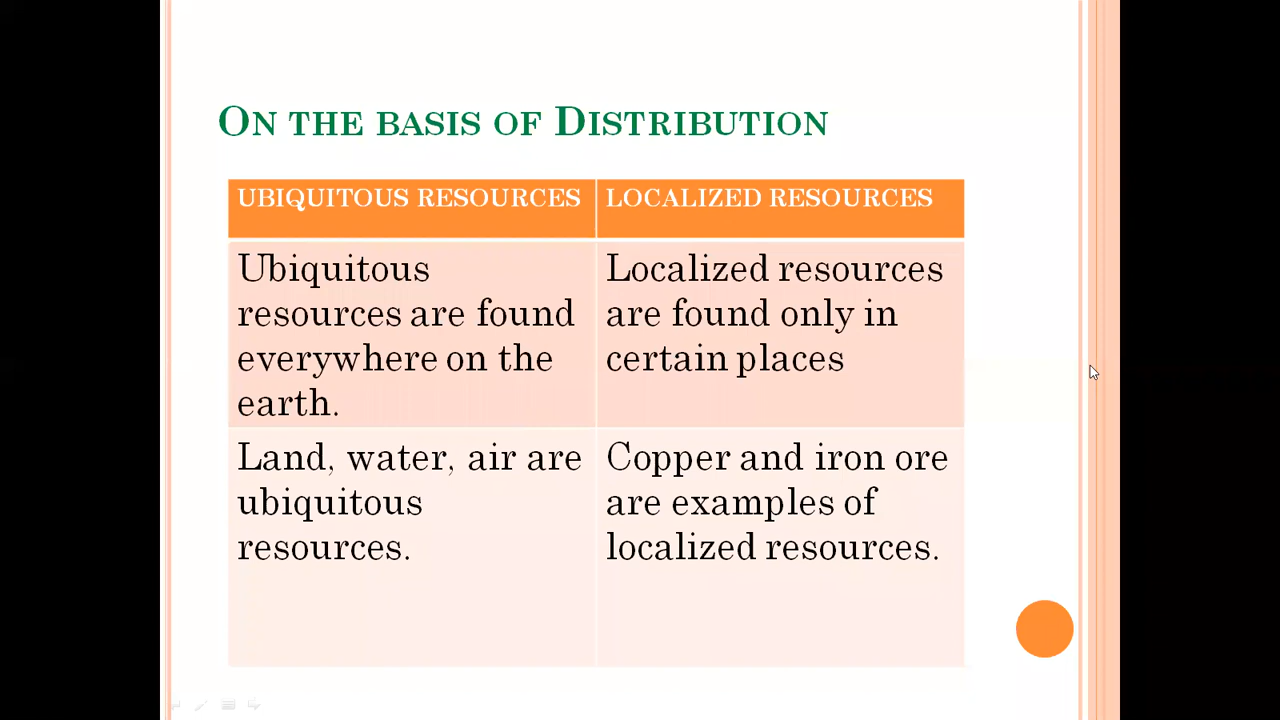 On the basis of Distribution
UBIQUITOUS RESOURCES
LOCALIZED RESOURCES
Ubiquitous
resources are found
everywhere on the
earth.
Localized resources
are found only in
certain places
Land, water, air are
ubiquitous
resources.
Copper and iron ore
are examples of
localized resources.